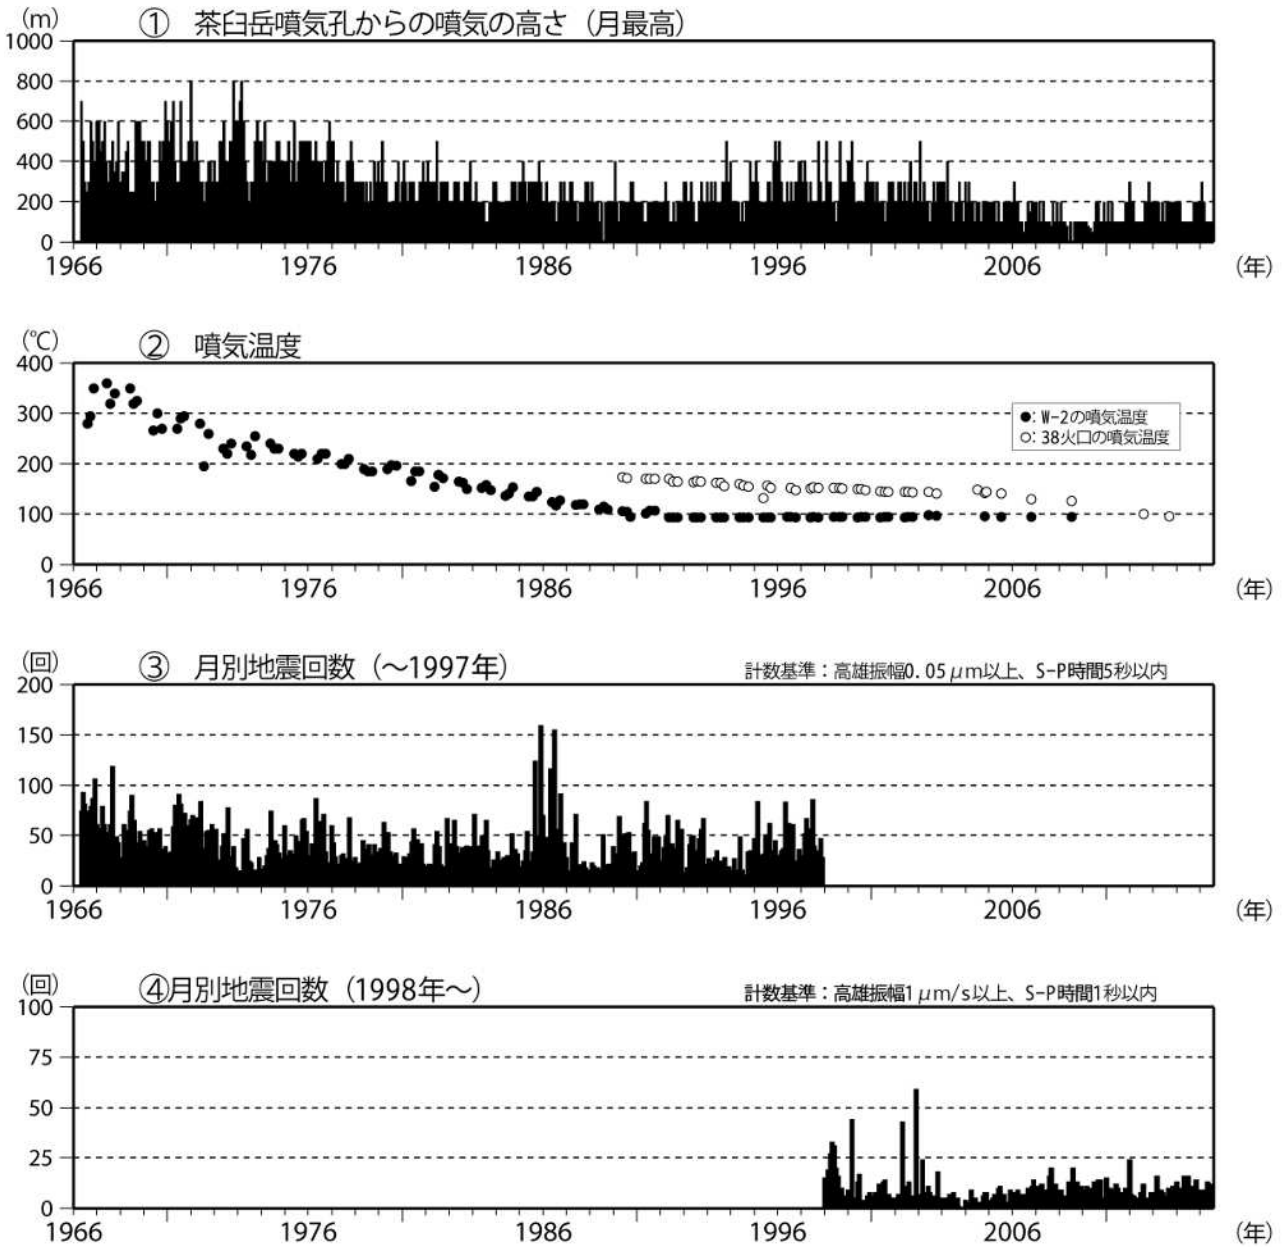 (m)
① 茶臼岳噴気孔からの噴気の高さ（月最高）
1000
800
600
400
200
0
1966 1976 1986 1996 2006 (年)
(℃)
② 噴気温度
400
300
200
100
0
●: W-2の噴気温度
○: 38火口の噴気温度
1966 1976 1986 1996 2006 (年)
(回)
③ 月別地震回数（～1997年）
計数基準：高雄振幅0.05μm以上、S-P時間5秒以内
200
150
100
50
0
1966 1976 1986 1996 2006 (年)
(回)
④月別地震回数（1998年～）
計数基準：高雄振幅1μm/s以上、S-P時間1秒以内
100
75
50
25
0
1966 1976 1986 1996 2006 (年)